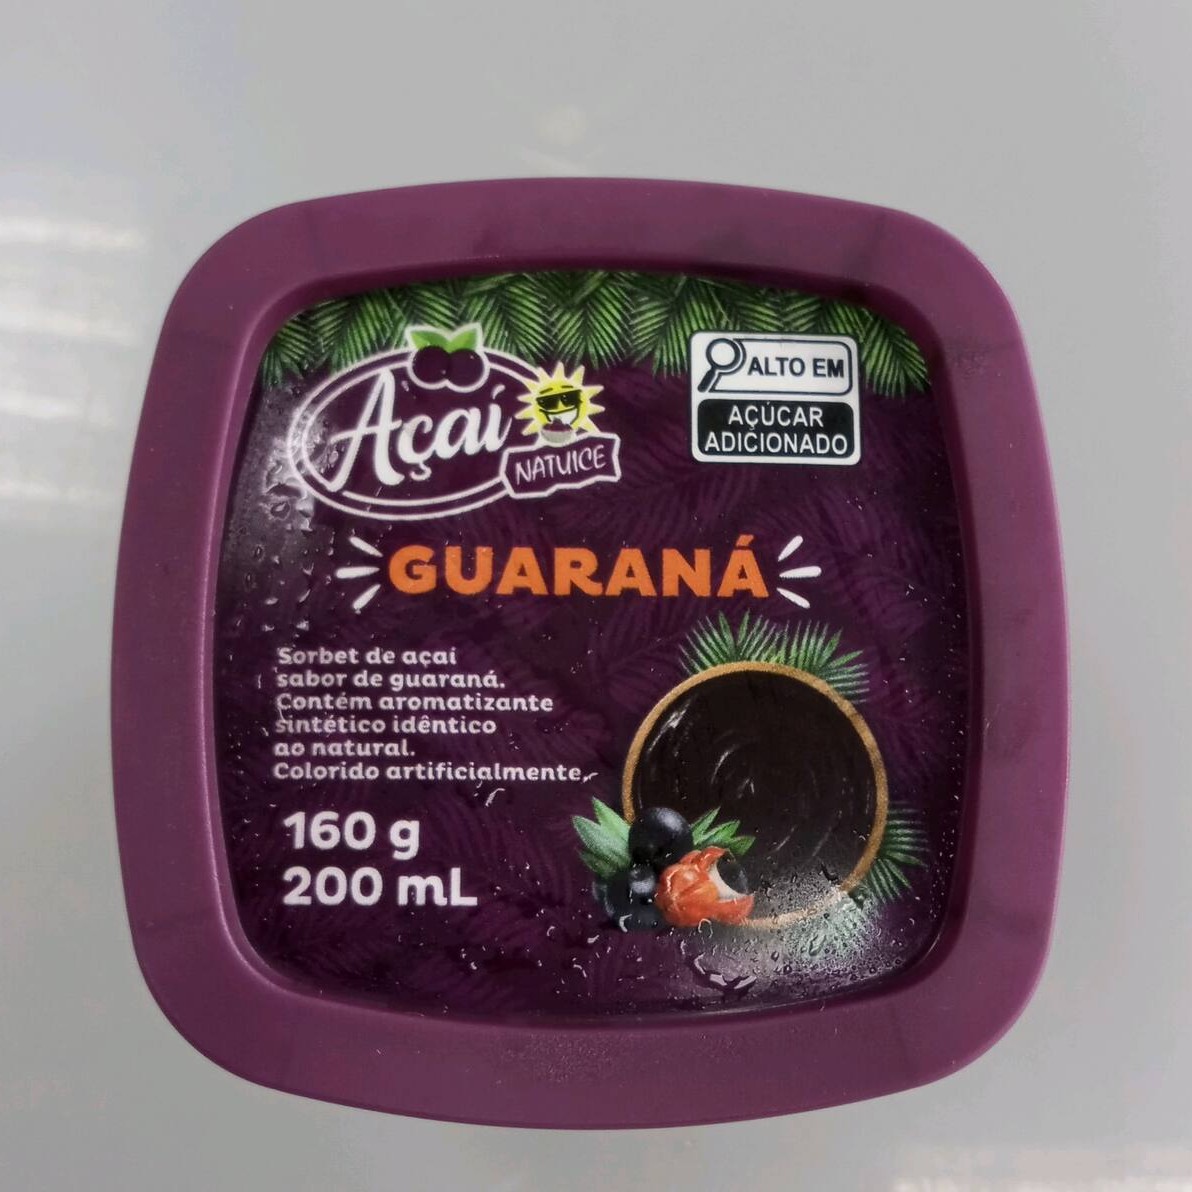 Açaí
NATUICE
ALTO EM
AÇÚCAR
ADICIONADO
GUARANÁ
Sorbet de açaí
sabor de guaraná.
Contém aromatizante
sintético idêntico
ao natural.
Colorido artificialmente.
160 g
200 mL